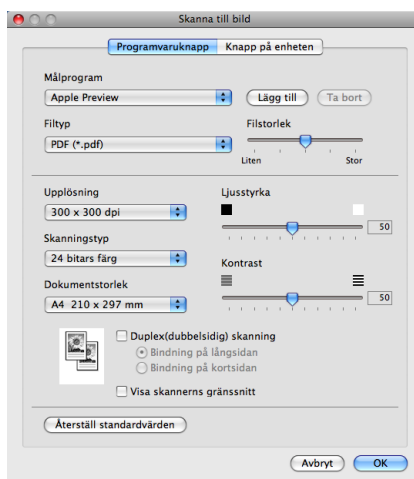 Skanna till bild
Programvaruknapp Knapp på enheten
Målprogram
Apple Preview Lägg till Ta bort
Filtyp Filstorlek
PDF (*.pdf)
Liten Stor
Upplösning Ljusstyrka
300 x 300 dpi
50
Skanningstyp
24 bitars färg
Kontrast
Dokumentstorlek
A4 210 x 297 mm 50
Duplex(dubbelsidig) skanning
Bindning på långsidan
Bindning på kortsidan
Visa skannerns gränssnitt
Återställ standardvärden
Avbryt OK